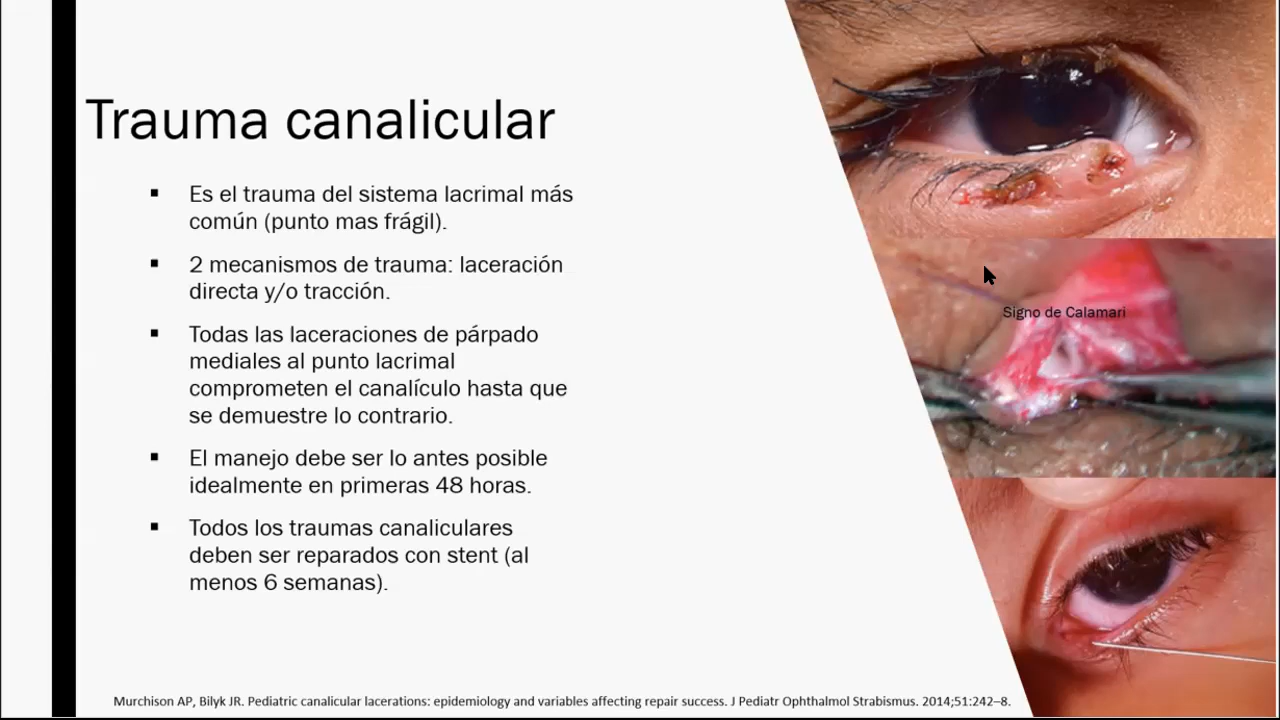 Trauma canalicular
▪ Es el trauma del sistema lacrimal más
común (punto mas frágil).
▪ 2 mecanismos de trauma: laceración
directa y/o tracción.
▪ Todas las laceraciones de párpado
mediales al punto lacrimal
comprometen el canalículo hasta que
se demuestre lo contrario.
▪ El manejo debe ser lo antes posible
idealmente en primeras 48 horas.
▪ Todos los traumas canaliculares
deben ser reparados con stent (al
menos 6 semanas).
Signo de Calamari
Murchison AP, Bilyk JR. Pediatric canalicular lacerations: epidemiology and variables affecting repair success. J Pediatr Ophthalmol Strabismus. 2014;51:242–8.